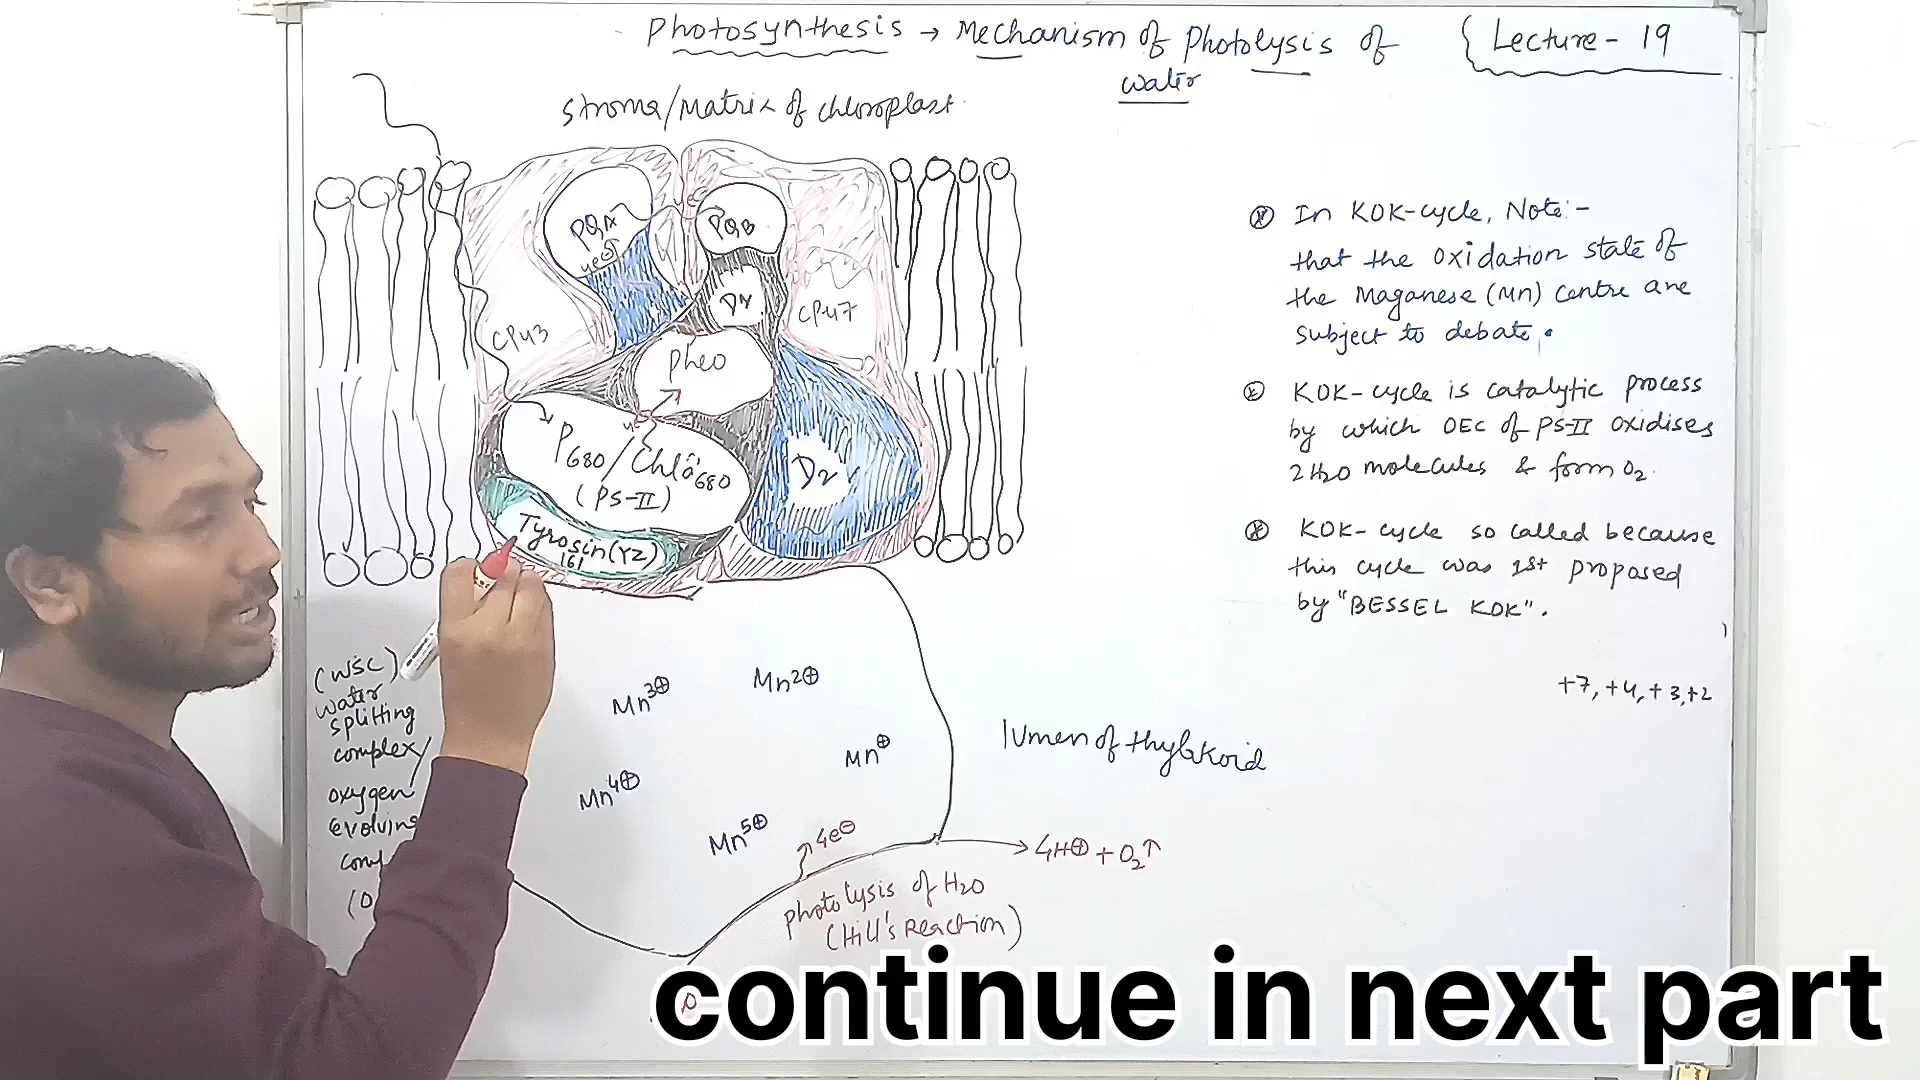 Photosynthesis → Mechanism of Photolysis of
water
Lecture - 19
Stroma/Matrix of chloroplast
PQA
PQB
4e⊖
D1
CP43
CP47
Pheo
P680/Chl a 680
(PS-II)
D2
Tyrosin(YZ)
161
⊛ In KOK-cycle, Note:-
that the oxidation state of
the Maganese (Mn) centre are
subject to debate.
⊛ KOK-cycle is catalytic process
by which OEC of PS-II oxidises
2H2O molecules & form O2.
⊛ KOK-cycle so called because
this cycle was 1st proposed
by "BESSEL KOK".
+7, +4, +3, +2
(WSC)
water
splitting
complex/
oxygen
evolving
Mn3⊕
Mn2⊕
Mn⊕
Mn4⊕
Mn5⊕
lumen of thylakoid
4e⊖
4H⊕ + O2↑
photolysis of H2O
(Hill's Reaction)
continue in next part